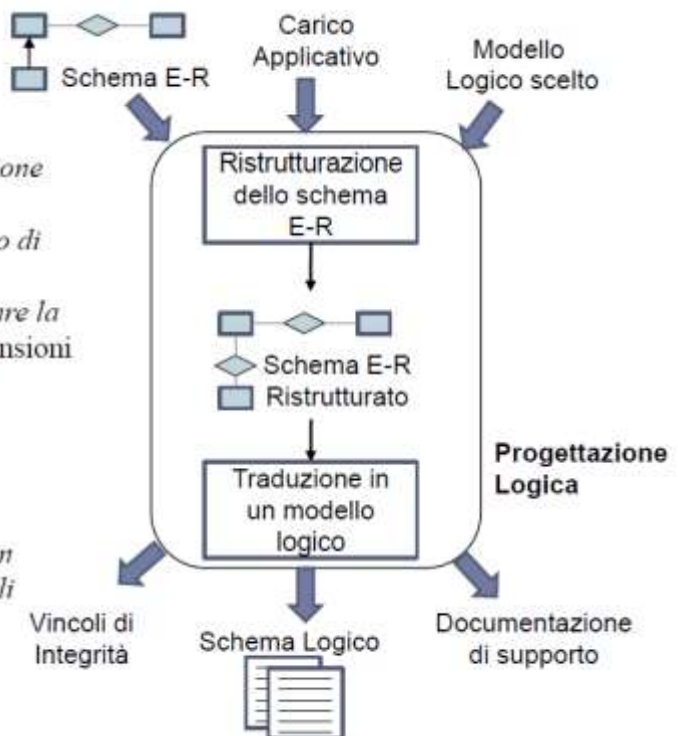 Carico
Applicativo
Modello
Logico scelto
Schema E-R
Ristrutturazione
dello schema
E-R
one
o di
are la
nsioni
Schema E-R
Ristrutturato
Progettazione
Logica
Traduzione in
un modello
logico
n
li
Vincoli di
Integrità
Schema Logico
Documentazione
di supporto